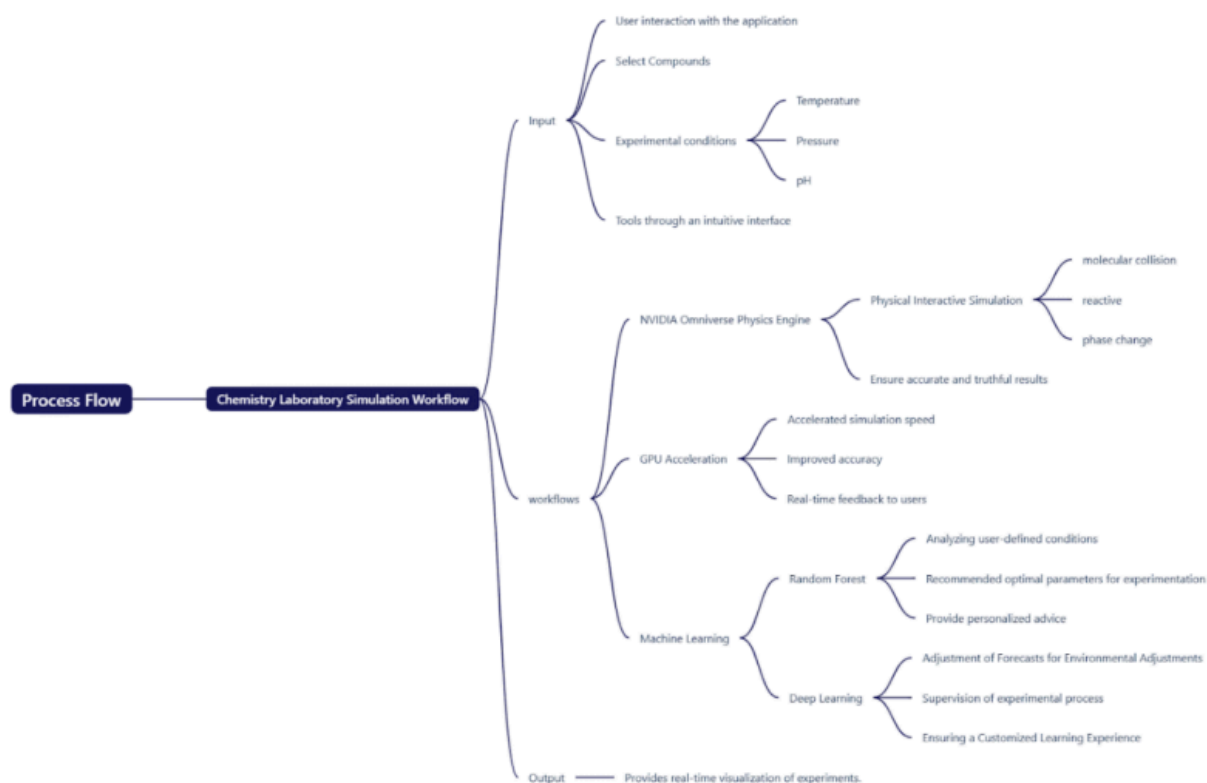 Process Flow
Chemistry Laboratory Simulation Workflow
Input
User interaction with the application
Select Compounds
Experimental conditions
Temperature
Pressure
pH
Tools through an intuitive interface
workflows
NVIDIA Omniverse Physics Engine
Physical Interactive Simulation
molecular collision
reactive
phase change
Ensure accurate and truthful results
GPU Acceleration
Accelerated simulation speed
Improved accuracy
Real-time feedback to users
Machine Learning
Random Forest
Analyzing user-defined conditions
Recommended optimal parameters for experimentation
Provide personalized advice
Deep Learning
Adjustment of Forecasts for Environmental Adjustments
Supervision of experimental process
Ensuring a Customized Learning Experience
Output
Provides real-time visualization of experiments.